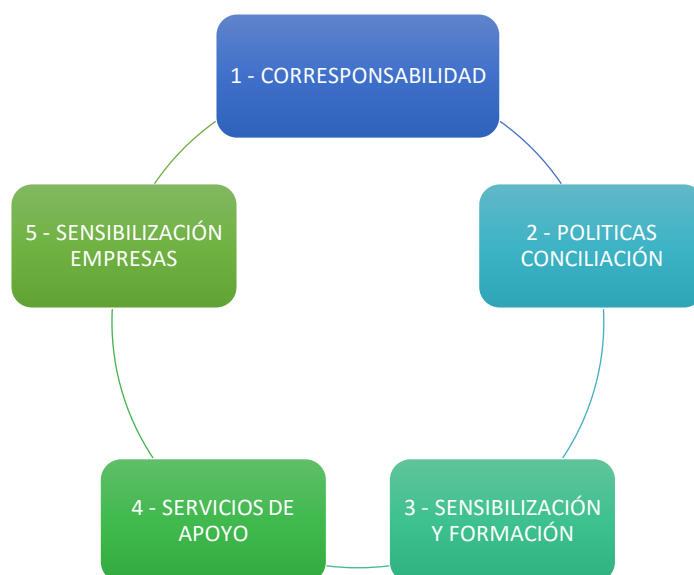 1 - CORRESPONSABILIDAD
2 - POLITICAS
CONCILIACIÓN
3 - SENSIBILIZACIÓN
Y FORMACIÓN
4 - SERVICIOS DE
APOYO
5 - SENSIBILIZACIÓN
EMPRESAS